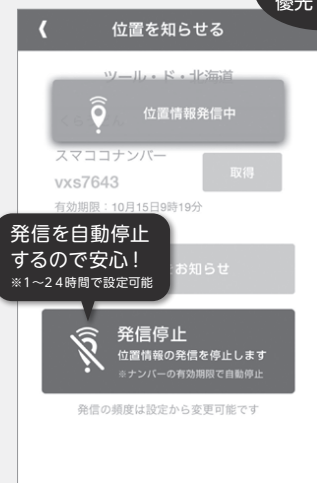 優先
位置を知らせる
ツール・ド・北海道
位置情報発信中
スマココナンバー
vxs7643
取得
有効期限：10月15日9時19分
発信を自動停止
するので安心！
※1〜24時間で設定可能
お知らせ
発信停止
位置情報の発信を停止します
※ナンバーの有効期限で自動停止
発信の頻度は設定から変更可能です